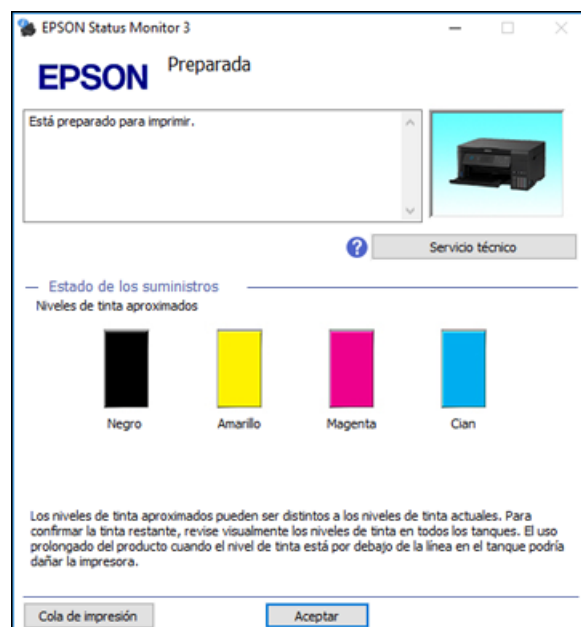 EPSON Status Monitor 3
EPSON
Preparada
Está preparado para imprimir.
Servicio técnico
Estado de los suministros
Niveles de tinta aproximados
Negro Amarillo Magenta Cian
Los niveles de tinta aproximados pueden ser distintos a los niveles de tinta actuales. Para
confirmar la tinta restante, revise visualmente los niveles de tinta en todos los tanques. El uso
prolongado del producto cuando el nivel de tinta está por debajo de la línea en el tanque podría
dañar la impresora.
Cola de impresión Aceptar